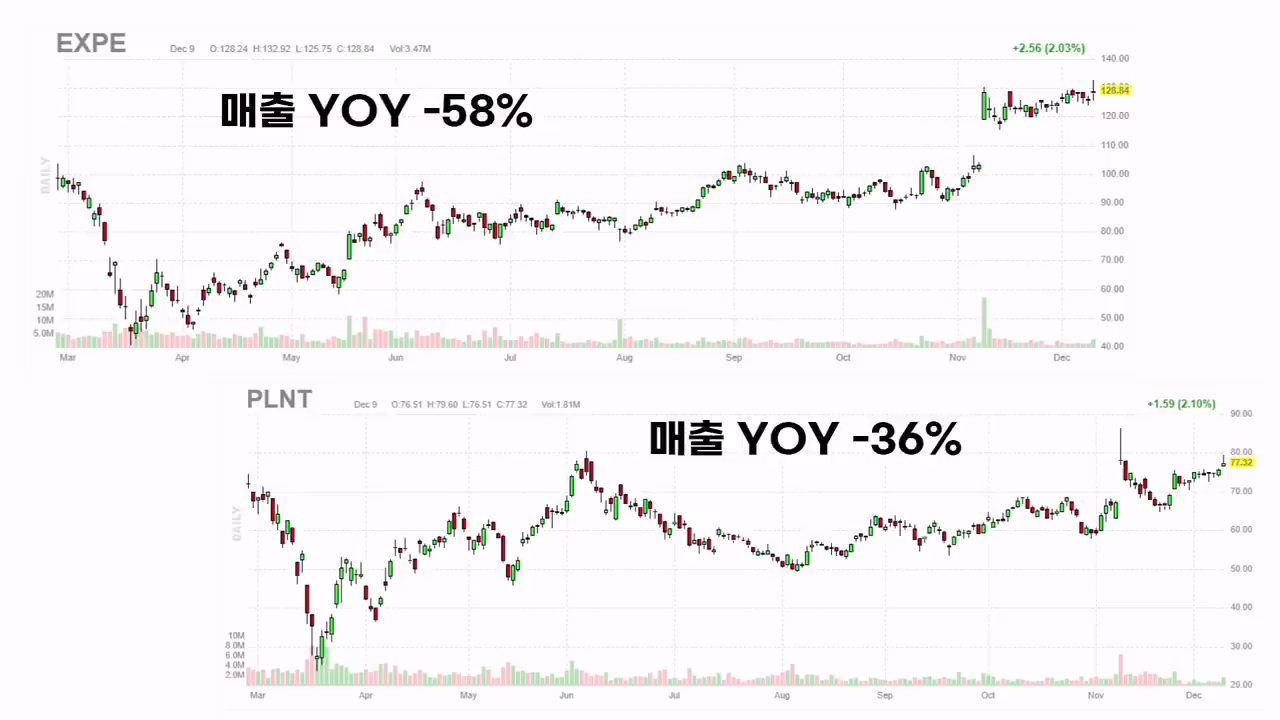 EXPE Dec 9 O:128.24 H:132.92 L:125.75 C:128.84 Vol:3.47M +2.56 (2.03%)
매출 YOY -58%
DAILY
140.00
128.84
120.00
110.00
100.00
90.00
80.00
70.00
60.00
50.00
40.00
20M
15M
10M
5.0M
Mar Apr May Jun Jul Aug Sep Oct Nov Dec
PLNT Dec 9 O:76.51 H:79.60 L:76.51 C:77.32 Vol:1.81M +1.59 (2.10%)
매출 YOY -36%
DAILY
90.00
80.00
77.32
70.00
60.00
50.00
40.00
30.00
20.00
10M
8.0M
6.0M
4.0M
2.0M
Mar Apr May Jun Jul Aug Sep Oct Nov Dec